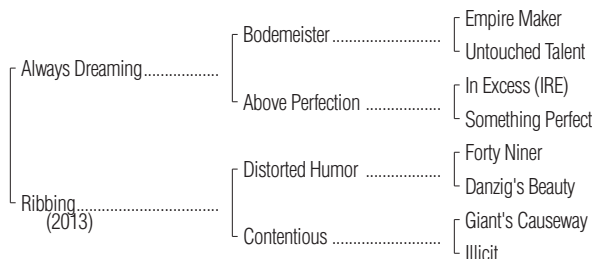 Empire Maker
Bodemeister
Untouched Talent
Always Dreaming
In Excess (IRE)
Above Perfection
Something Perfect
Forty Niner
Distorted Humor
Danzig's Beauty
Ribbing
(2013)
Giant's Causeway
Contentious
Illicit